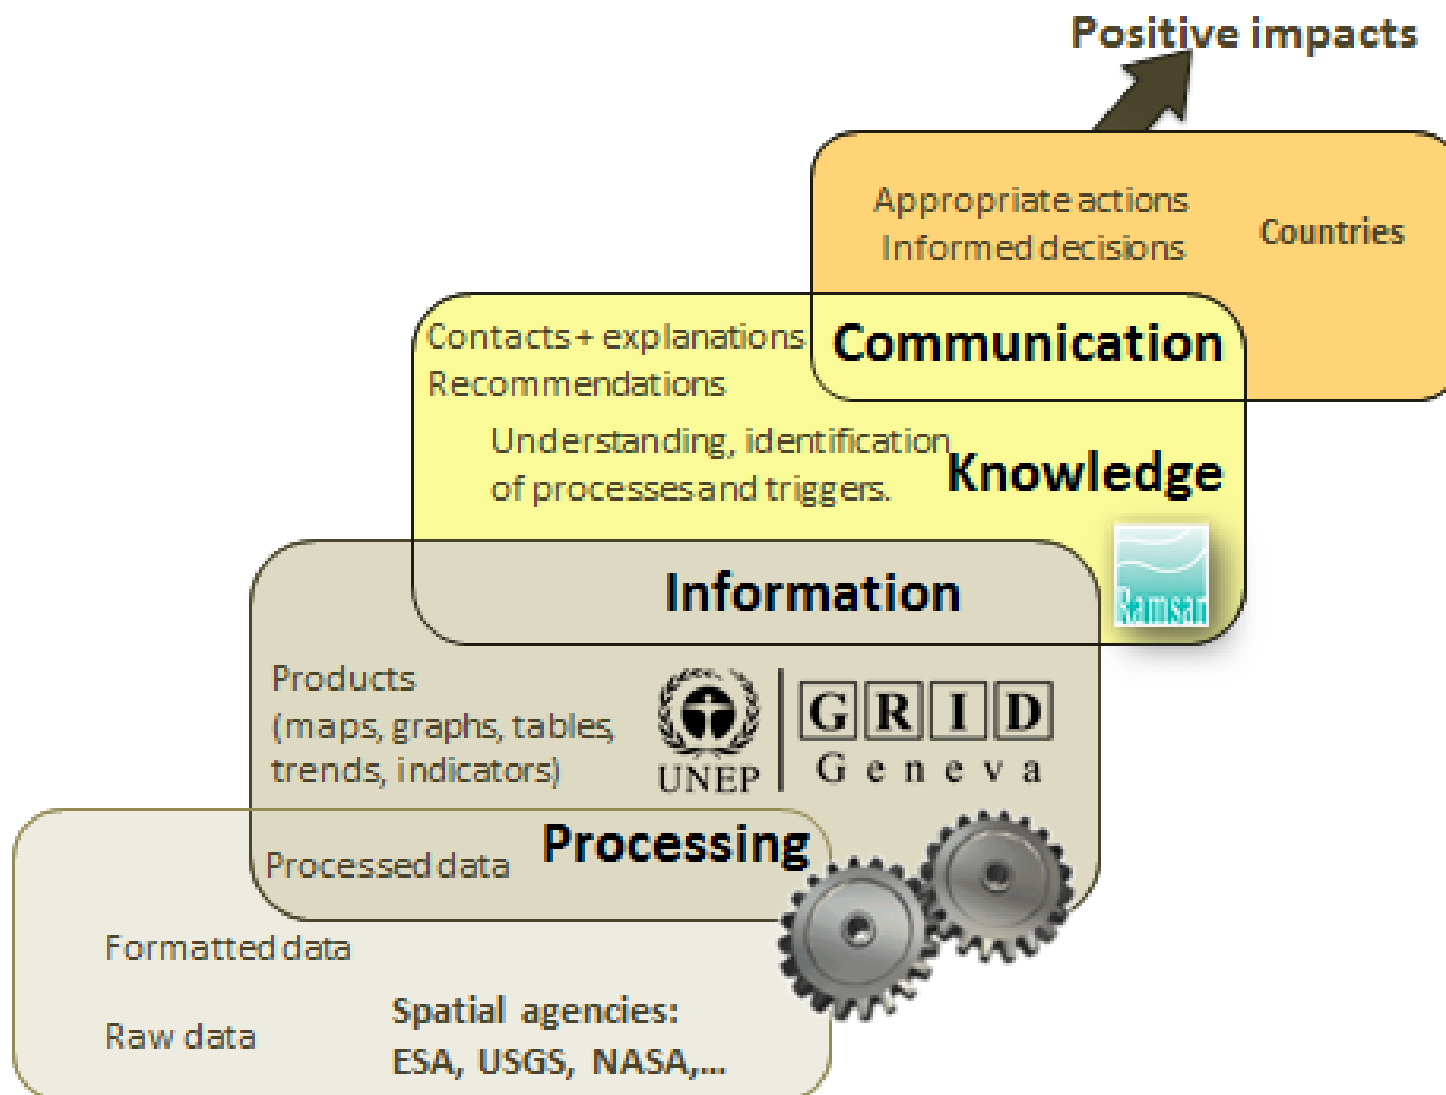 Positive impacts
Appropriate actions
Informed decisions
Countries
Contacts + explanations
Recommendations
Communication
Understanding, identification
of processes and triggers.
Knowledge
Ramsar
Information
Products
(maps, graphs, tables,
trends, indicators)
UNEP
GRID
Geneva
Processed data
Processing
Formatted data
Raw data
Spatial agencies:
ESA, USGS, NASA,...